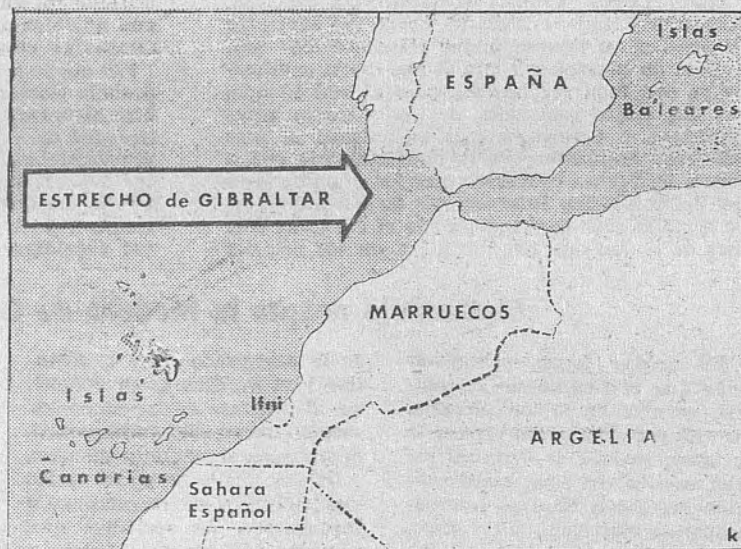 Islas
ESPAÑA
Baleares
ESTRECHO de GIBRALTAR
MARRUECOS
Islas
Ifni
ARGELIA
Canarias
Sahara
Español
k